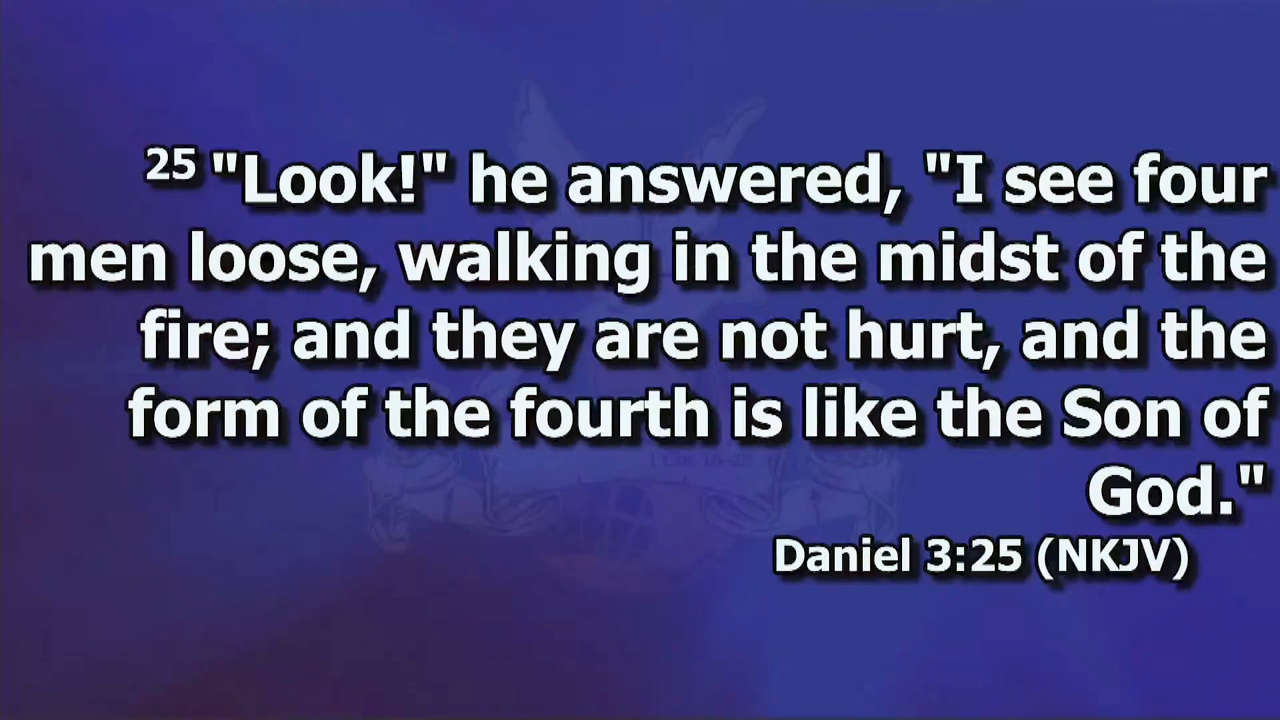 25 "Look!" he answered, "I see four
men loose, walking in the midst of the
fire; and they are not hurt, and the
form of the fourth is like the Son of
God."
Daniel 3:25 (NKJV)